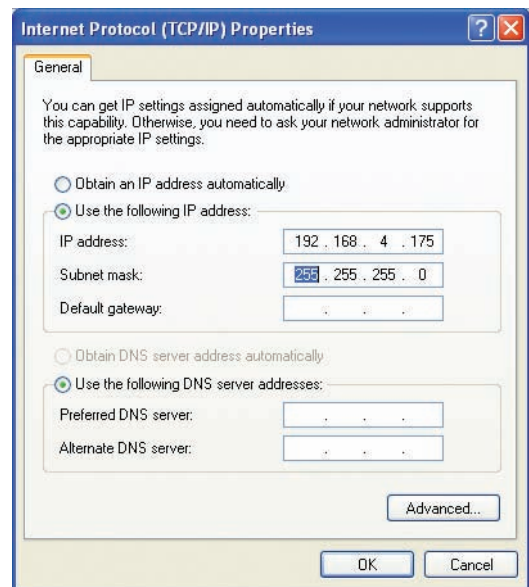 Internet Protocol (TCP/IP) Properties
General
You can get IP settings assigned automatically if your network supports
this capability. Otherwise, you need to ask your network administrator for
the appropriate IP settings.
Obtain an IP address automatically
Use the following IP address:
IP address: 192 . 168 . 4 . 175
Subnet mask: 255 . 255 . 255 . 0
Default gateway: . . .
Obtain DNS server address automatically
Use the following DNS server addresses:
Preferred DNS server: . . .
Alternate DNS server: . . .
Advanced...
OK Cancel